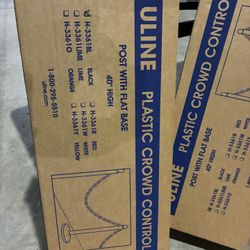 ULINE PLASTIC CROWD CONTROL
POST WITH FLAT BASE
40" HIGH
H-3361BL BLACK H-3361R RED
H-3361LIME LIME H-3361W WHITE
H-3361O ORANGE H-3361Y YELLOW
1-800-295-5510
uline.com
ULINE PLASTIC CROWD CONTROL
POST WITH FLAT BASE
40" HIGH